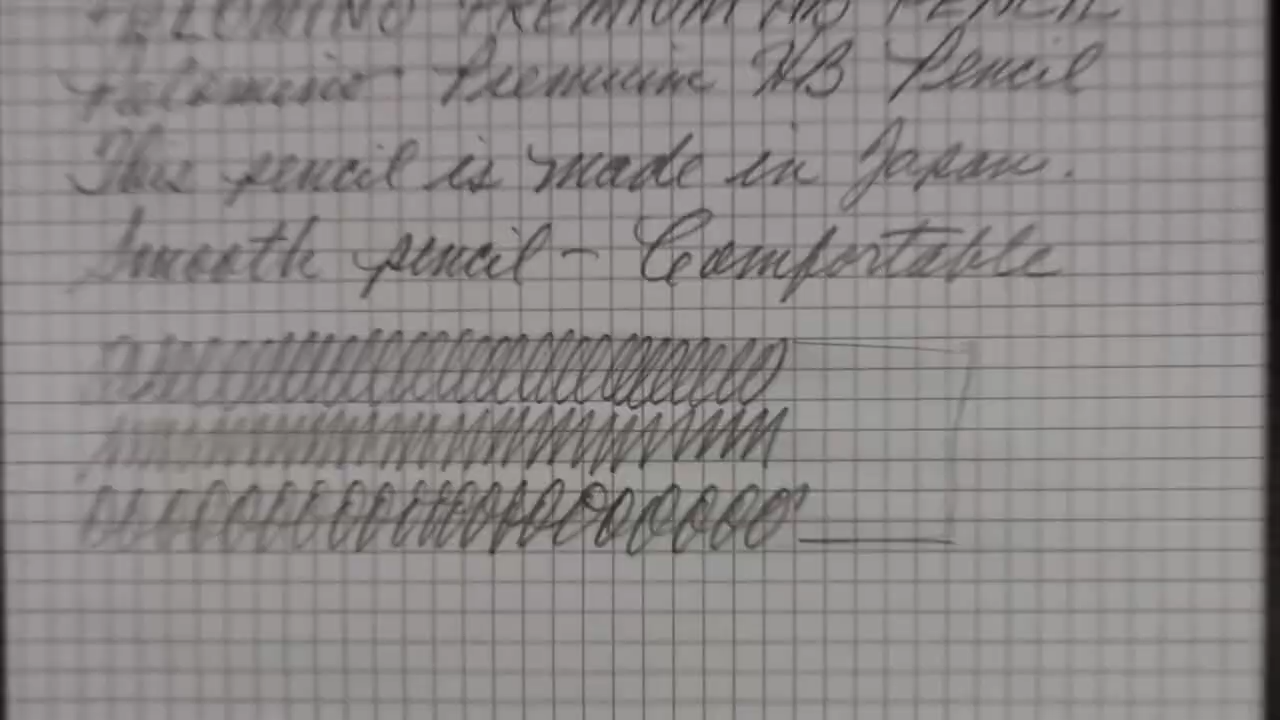 PALOMINO PREMIUM HB PENCIL
Palomino Premium HB Pencil
This pencil is made in Japan.
Smooth pencil - Comfortable